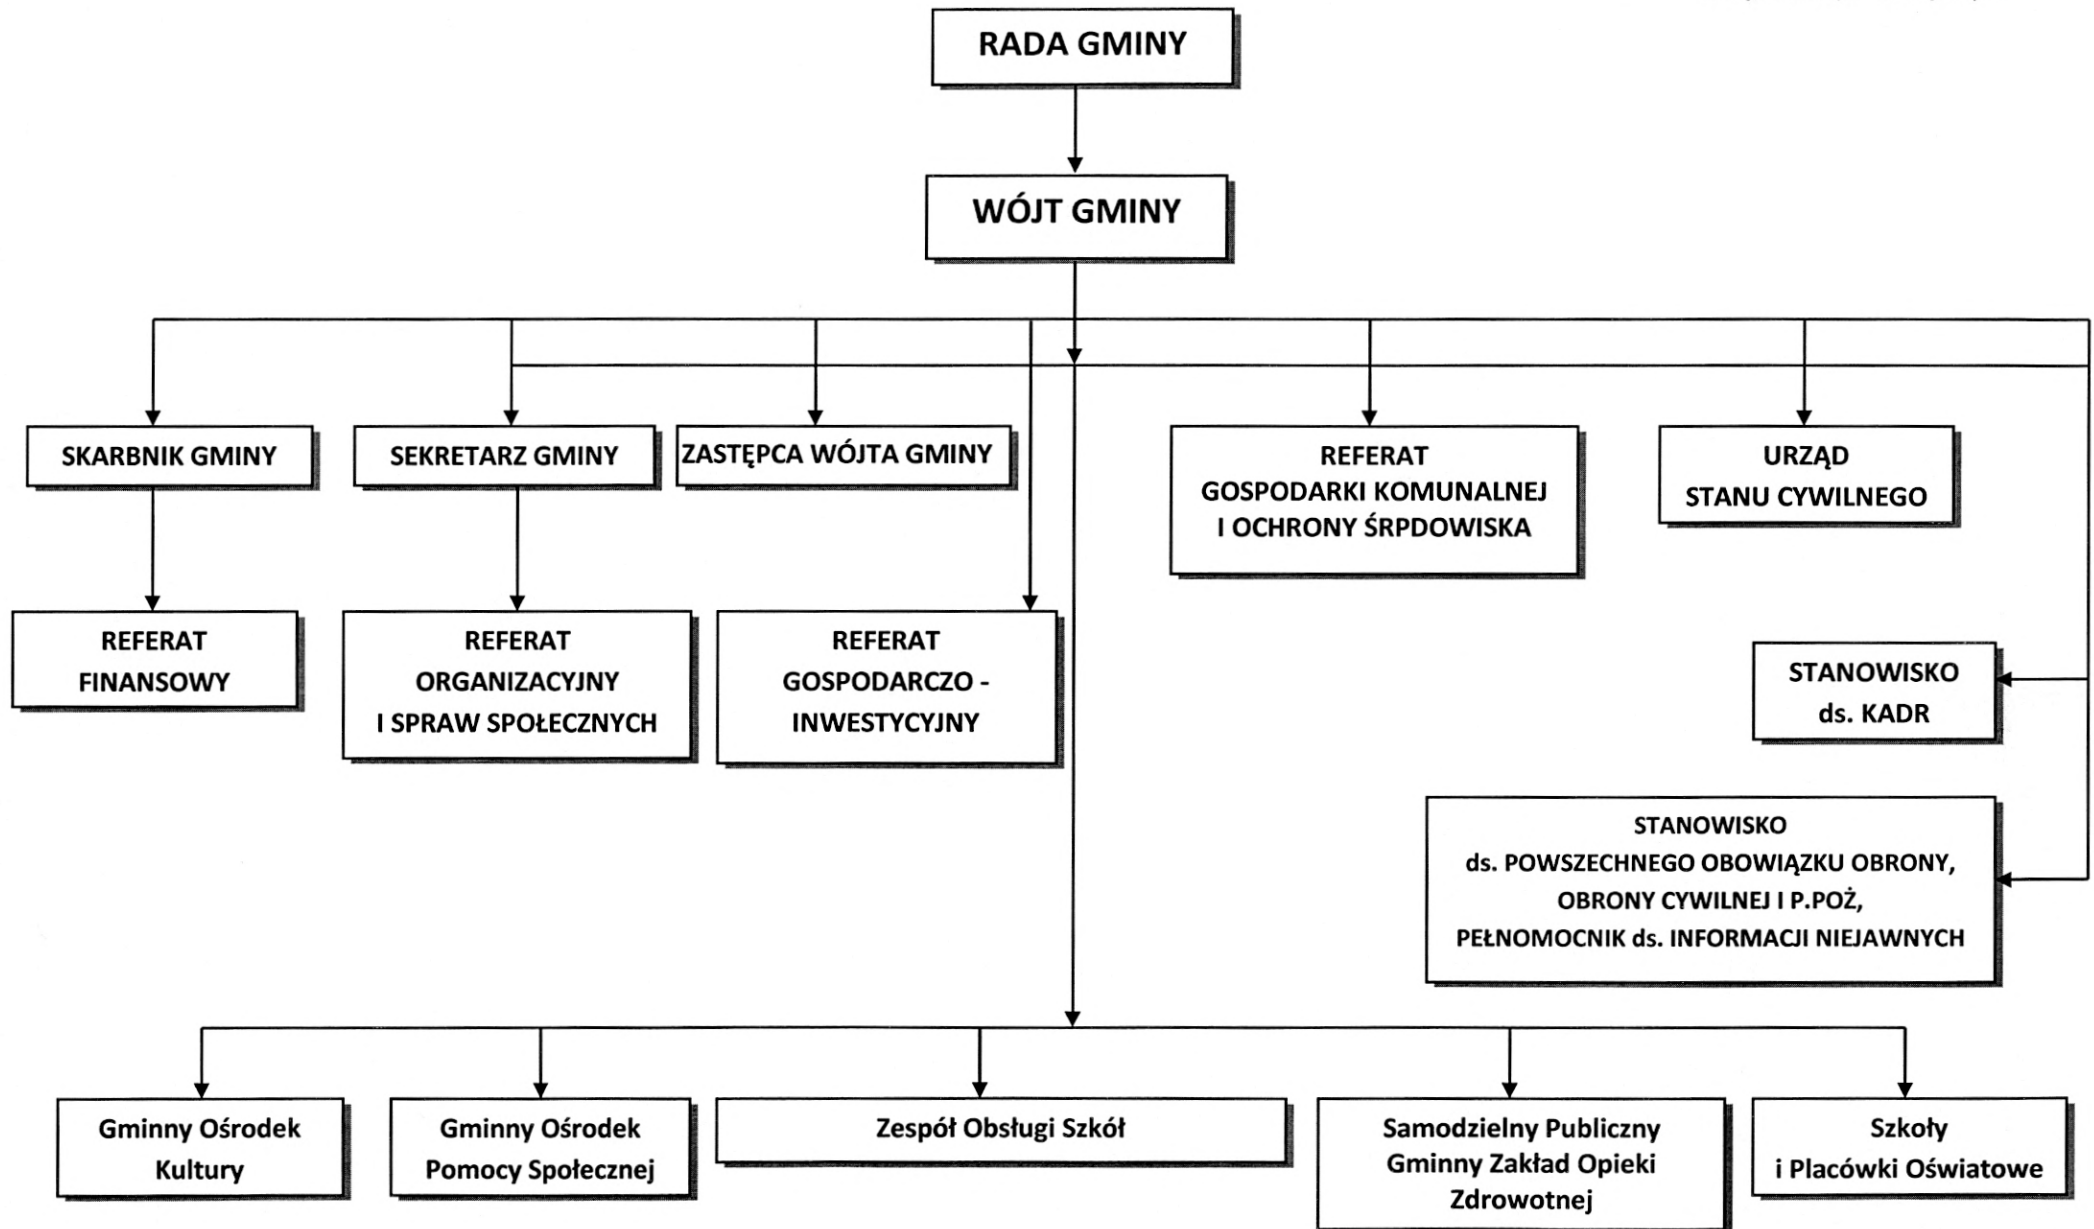 RADA GMINY
WÓJT GMINY
SKARBNIK GMINY
SEKRETARZ GMINY
ZASTĘPCA WÓJTA GMINY
REFERAT
GOSPODARKI KOMUNALNEJ
I OCHRONY ŚRPDOWISKA
URZĄD
STANU CYWILNEGO
REFERAT
FINANSOWY
REFERAT
ORGANIZACYJNY
I SPRAW SPOŁECZNYCH
REFERAT
GOSPODARCZO -
INWESTYCYJNY
STANOWISKO
ds. KADR
STANOWISKO
ds. POWSZECHNEGO OBOWIĄZKU OBRONY,
OBRONY CYWILNEJ I P.POŻ,
PEŁNOMOCNIK ds. INFORMACJI NIEJAWNYCH
Gminny Ośrodek
Kultury
Gminny Ośrodek
Pomocy Społecznej
Zespół Obsługi Szkół
Samodzielny Publiczny
Gminny Zakład Opieki
Zdrowotnej
Szkoły
i Placówki Oświatowe